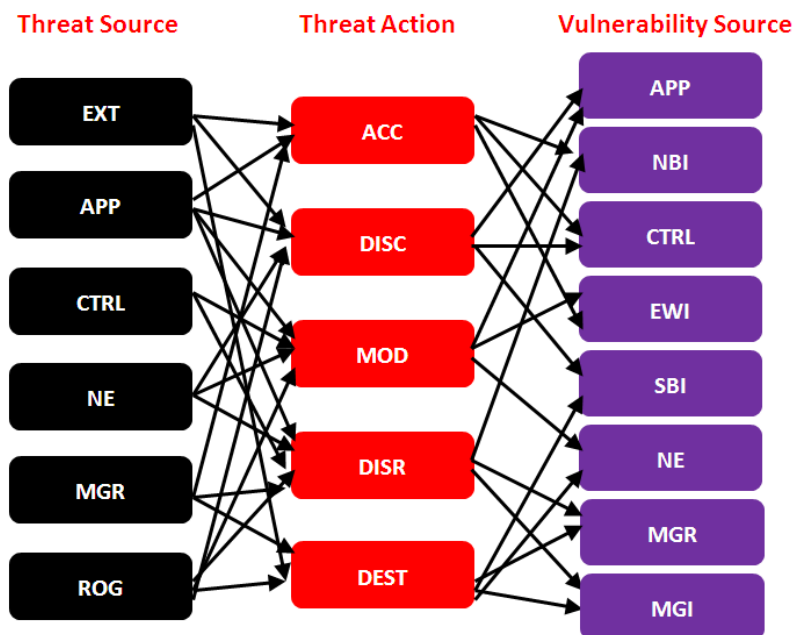 Threat Source
Threat Action
Vulnerability Source
EXT
APP
CTRL
NE
MGR
ROG
ACC
DISC
MOD
DISR
DEST
APP
NBI
CTRL
EWI
SBI
NE
MGR
MGI